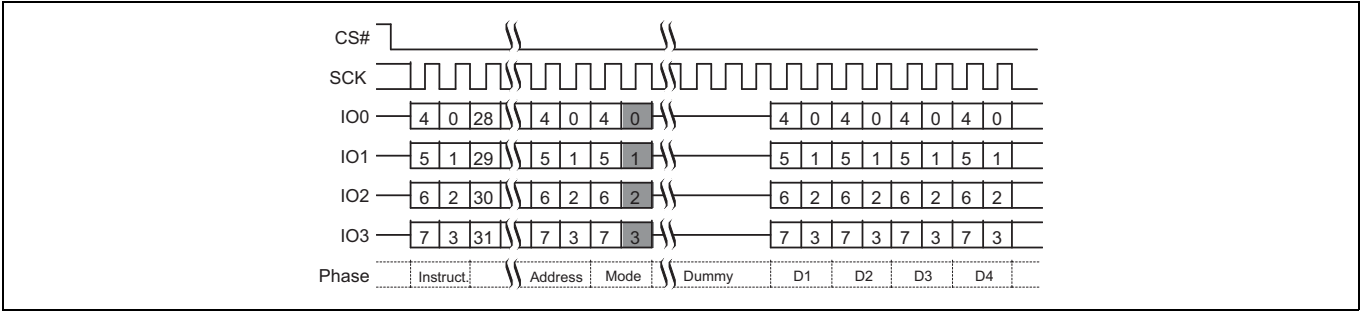 CS#
SCK
IO0 4 0 28 4 0 4 0 4 0 4 0 4 0 4 0
IO1 5 1 29 5 1 5 1 5 1 5 1 5 1 5 1
IO2 6 2 30 6 2 6 2 6 2 6 2 6 2 6 2
IO3 7 3 31 7 3 7 3 7 3 7 3 7 3 7 3
Phase Instruct. Address Mode Dummy D1 D2 D3 D4